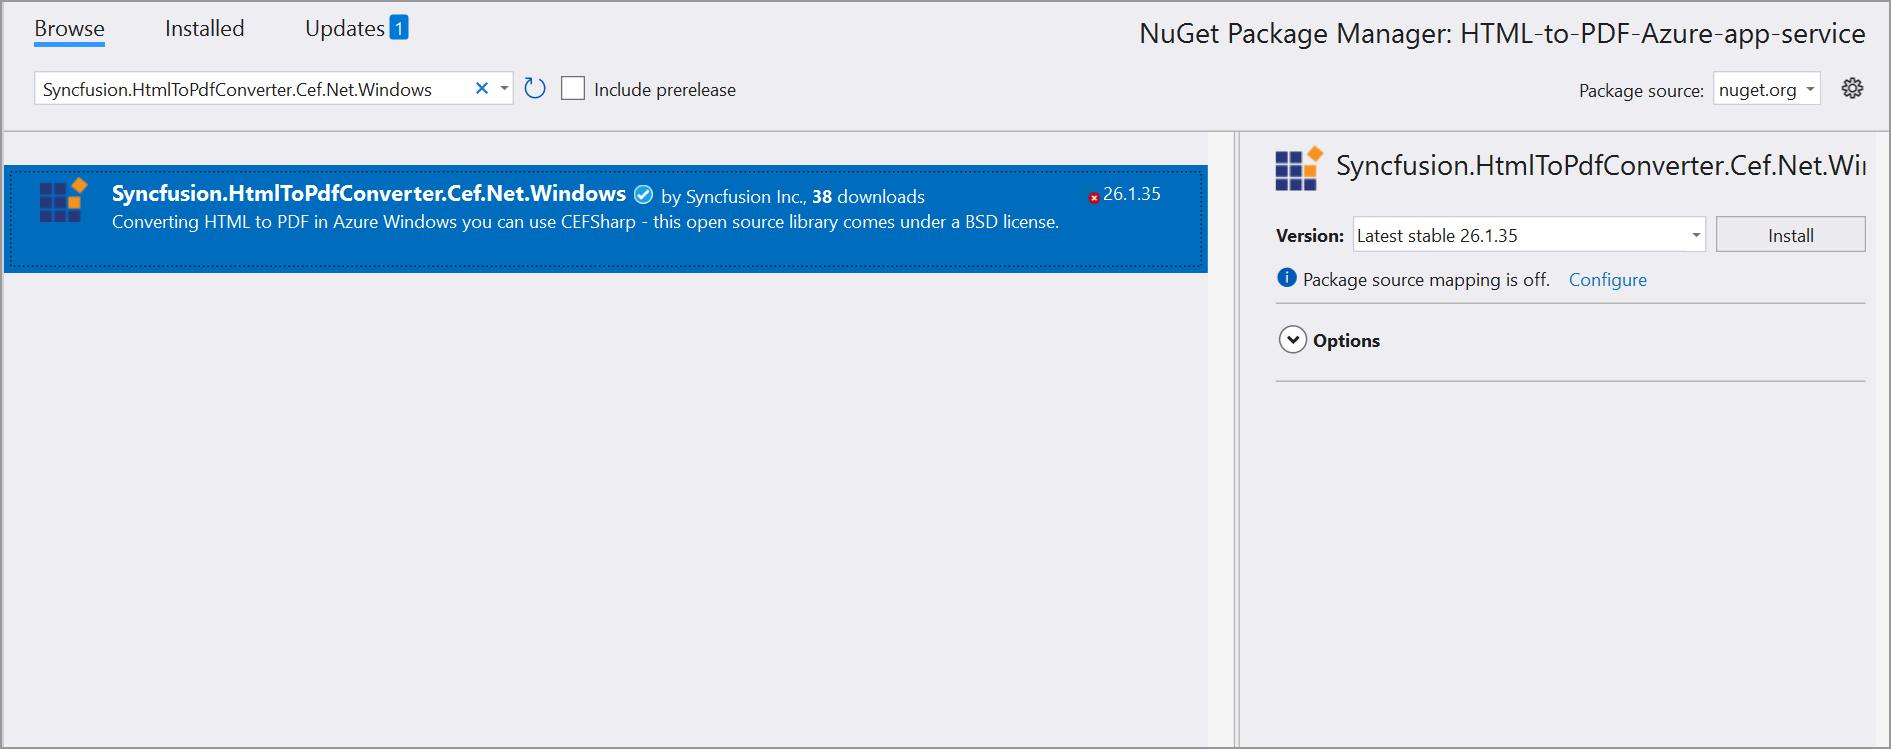 Browse Installed Updates 1
NuGet Package Manager: HTML-to-PDF-Azure-app-service
Syncfusion.HtmlToPdfConverter.Cef.Net.Windows
Include prerelease
Package source: nuget.org
Syncfusion.HtmlToPdfConverter.Cef.Net.Windows by Syncfusion Inc., 38 downloads 26.1.35
Converting HTML to PDF in Azure Windows you can use CEFSharp - this open source library comes under a BSD license.
Syncfusion.HtmlToPdfConverter.Cef.Net.Wi
Version: Latest stable 26.1.35 Install
Package source mapping is off. Configure
Options